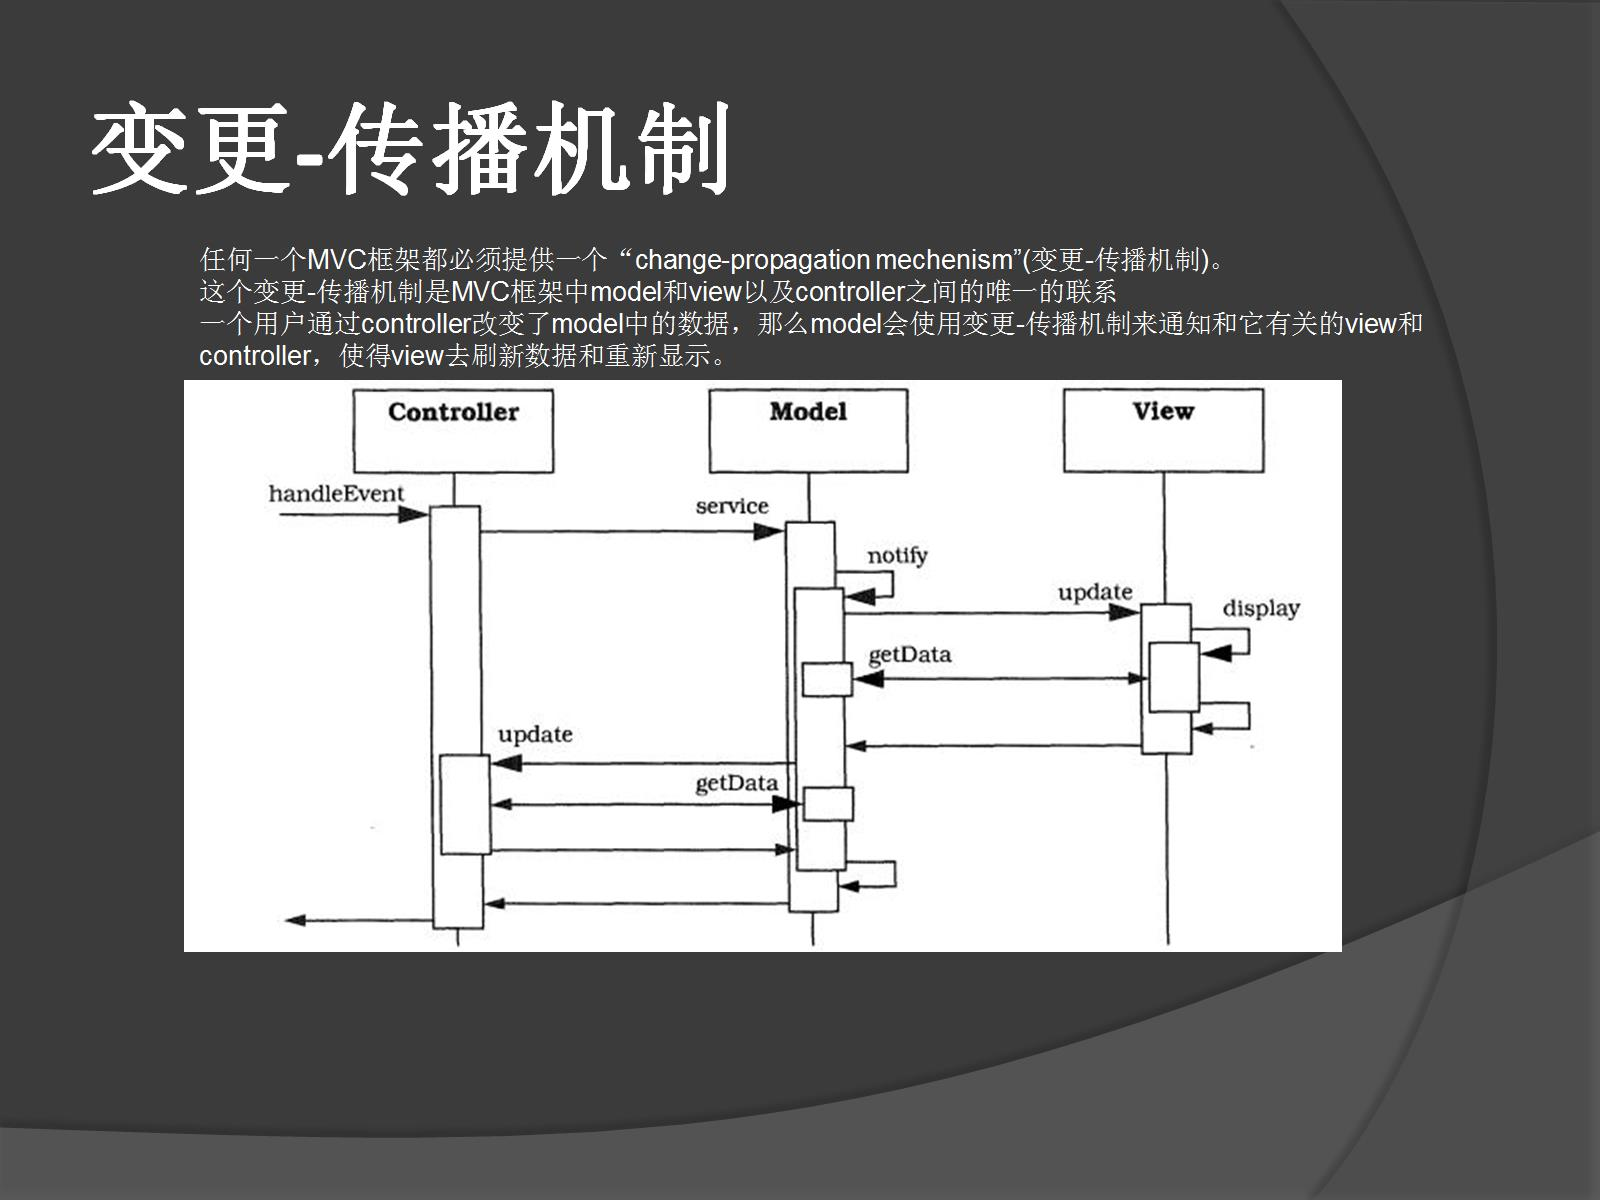 变更-传播机制
任何一个MVC框架都必须提供一个“change-propagation mechenism”(变更-传播机制)。
这个变更-传播机制是MVC框架中model和view以及controller之间的唯一的联系
一个用户通过controller改变了model中的数据，那么model会使用变更-传播机制来通知和它有关的view和
controller，使得view去刷新数据和重新显示。
Controller
Model
View
handleEvent
service
notify
update
display
getData
update
getData